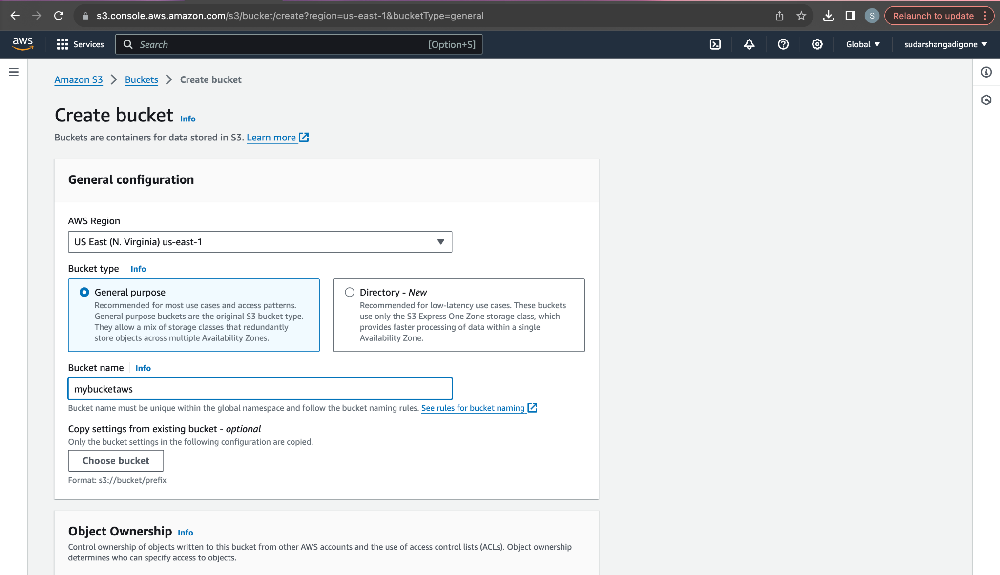 s3.console.aws.amazon.com/s3/bucket/create?region=us-east-1&bucketType=general
S
Relaunch to update
aws
Services
Search
[Option+S]
Global
sudarshangadigone
Amazon S3 > Buckets > Create bucket
Create bucket Info
Buckets are containers for data stored in S3. Learn more
General configuration
AWS Region
US East (N. Virginia) us-east-1
Bucket type Info
General purpose
Recommended for most use cases and access patterns.
General purpose buckets are the original S3 bucket type.
They allow a mix of storage classes that redundantly
store objects across multiple Availability Zones.
Directory - New
Recommended for low-latency use cases. These buckets
use only the S3 Express One Zone storage class, which
provides faster processing of data within a single
Availability Zone.
Bucket name Info
mybucketaws
Bucket name must be unique within the global namespace and follow the bucket naming rules. See rules for bucket naming
Copy settings from existing bucket - optional
Only the bucket settings in the following configuration are copied.
Choose bucket
Format: s3://bucket/prefix
Object Ownership Info
Control ownership of objects written to this bucket from other AWS accounts and the use of access control lists (ACLs). Object ownership
determines who can specify access to objects.